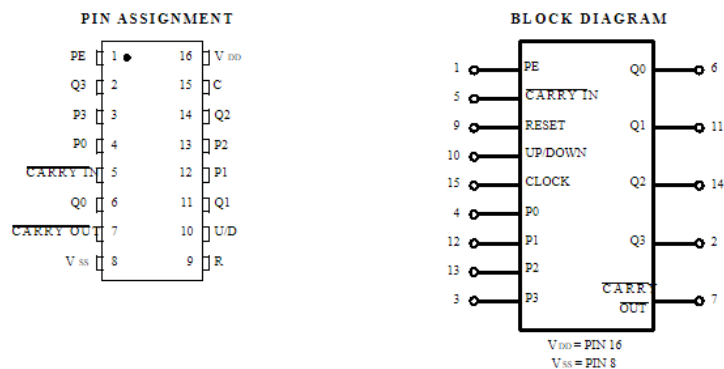 PIN ASSIGNMENT
PE 1 16 VDD
Q3 2 15 C
P3 3 14 Q2
P0 4 13 P2
CARRY IN 5 12 P1
Q0 6 11 Q1
CARRY OUT 7 10 U/D
VSS 8 9 R
BLOCK DIAGRAM
1 PE Q0 6
5 CARRY IN
9 RESET Q1 11
10 UP/DOWN
15 CLOCK Q2 14
4 P0
12 P1 Q3 2
13 P2
CARRY
3 P3 OUT 7
VDD = PIN 16
VSS = PIN 8